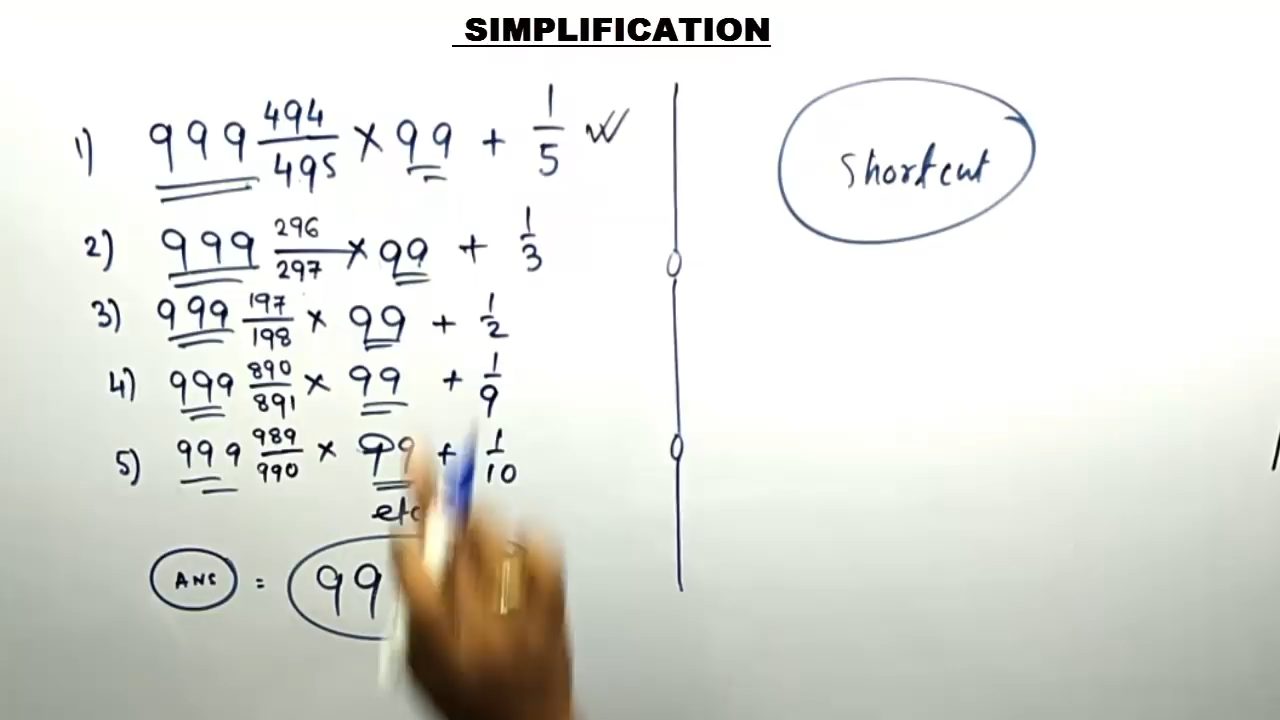 SIMPLIFICATION
1) 999 494/495 × 99 + 1/5
2) 999 296/297 × 99 + 1/3
3) 999 197/198 × 99 + 1/2
4) 999 890/891 × 99 + 1/9
5) 999 989/990 × 99 + 1/10
ANS = 99
Shortcut